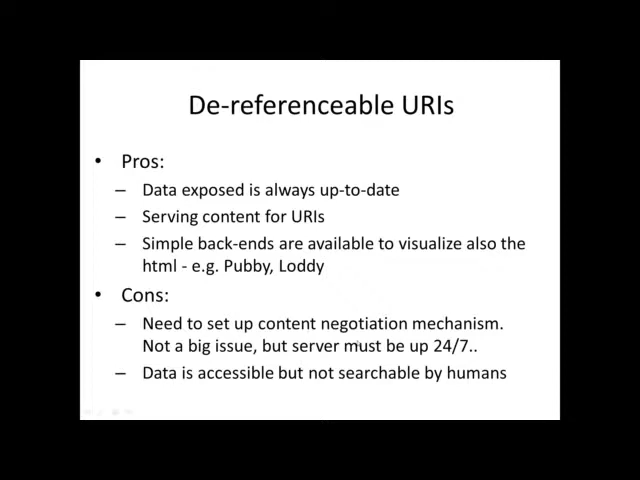 De-referenceable URIs
• Pros:
– Data exposed is always up-to-date
– Serving content for URIs
– Simple back-ends are available to visualize also the
html - e.g. Pubby, Loddy
• Cons:
– Need to set up content negotiation mechanism.
Not a big issue, but server must be up 24/7..
– Data is accessible but not searchable by humans